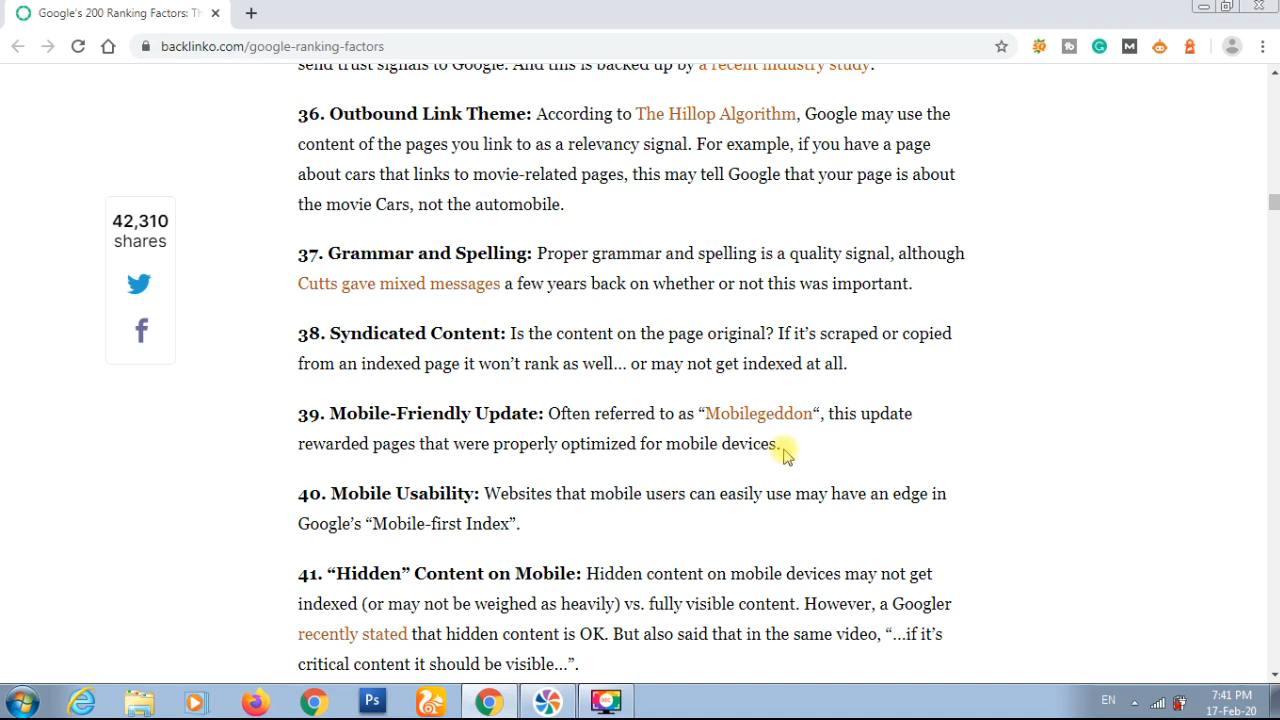 Google's 200 Ranking Factors: Th
backlinko.com/google-ranking-factors
send trust signals to Google. And this is backed up by a recent industry study.
36. Outbound Link Theme: According to The Hillop Algorithm, Google may use the
content of the pages you link to as a relevancy signal. For example, if you have a page
about cars that links to movie-related pages, this may tell Google that your page is about
the movie Cars, not the automobile.
42,310
shares
37. Grammar and Spelling: Proper grammar and spelling is a quality signal, although
Cutts gave mixed messages a few years back on whether or not this was important.
38. Syndicated Content: Is the content on the page original? If it’s scraped or copied
from an indexed page it won’t rank as well… or may not get indexed at all.
39. Mobile-Friendly Update: Often referred to as “Mobilegeddon“, this update
rewarded pages that were properly optimized for mobile devices.
40. Mobile Usability: Websites that mobile users can easily use may have an edge in
Google’s “Mobile-first Index”.
41. “Hidden” Content on Mobile: Hidden content on mobile devices may not get
indexed (or may not be weighed as heavily) vs. fully visible content. However, a Googler
recently stated that hidden content is OK. But also said that in the same video, “…if it’s
critical content it should be visible…”.
Ps
REC
EN
7:41 PM
17-Feb-20